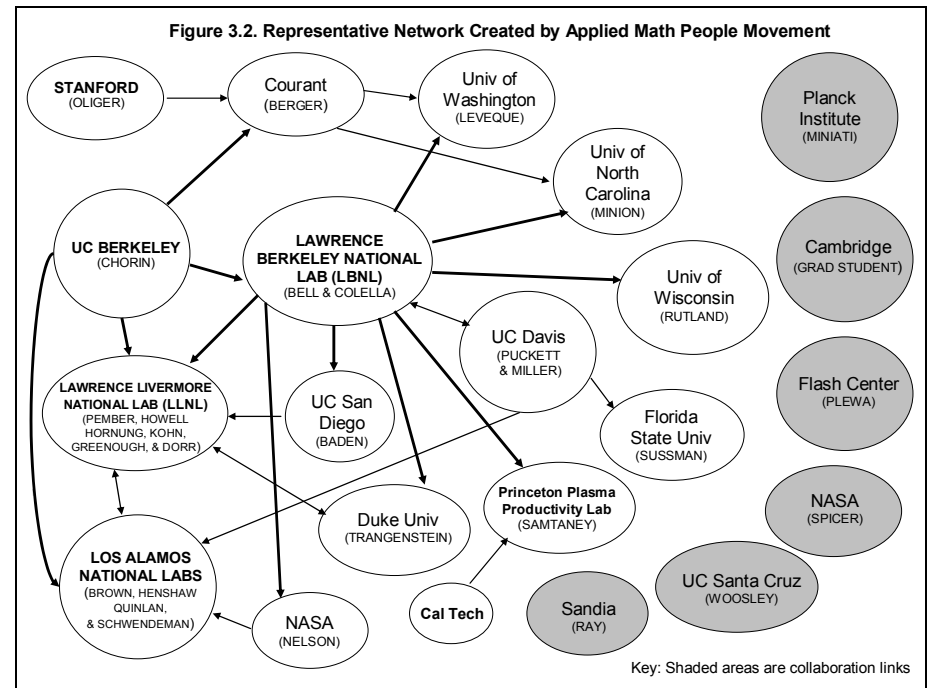 Figure 3.2. Representative Network Created by Applied Math People Movement
STANFORD
(OLIGER)
Courant
(BERGER)
Univ of
Washington
(LEVEQUE)
Planck
Institute
(MINIATI)
Univ of
North
Carolina
(MINION)
UC BERKELEY
(CHORIN)
LAWRENCE
BERKELEY NATIONAL
LAB (LBNL)
(BELL & COLELLA)
Cambridge
(GRAD STUDENT)
Univ of
Wisconsin
(RUTLAND)
UC Davis
(PUCKETT
& MILLER)
LAWRENCE LIVERMORE
NATIONAL LAB (LLNL)
(PEMBER, HOWELL
HORNUNG, KOHN,
GREENOUGH, & DORR)
UC San
Diego
(BADEN)
Flash Center
(PLEWA)
Florida
State Univ
(SUSSMAN)
Princeton Plasma
Productivity Lab
(SAMTANEY)
NASA
(SPICER)
Duke Univ
(TRANGENSTEIN)
LOS ALAMOS
NATIONAL LABS
(BROWN, HENSHAW
QUINLAN,
& SCHWENDEMAN)
UC Santa Cruz
(WOOSLEY)
Cal Tech
Sandia
(RAY)
NASA
(NELSON)
Key: Shaded areas are collaboration links